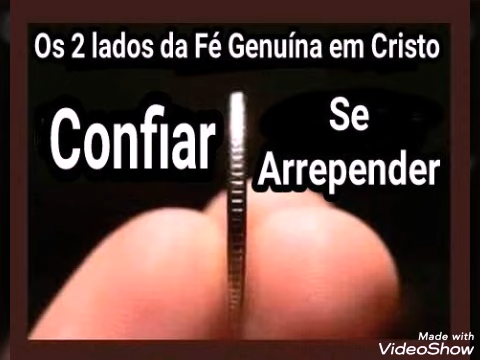 Os 2 lados da Fé Genuína em Cristo
Confiar
Se
Arrepender
Made with
VideoShow